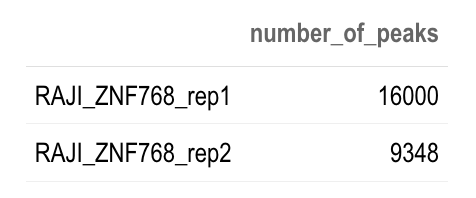 number_of_peaks
RAJI_ZNF768_rep1 16000
RAJI_ZNF768_rep2 9348